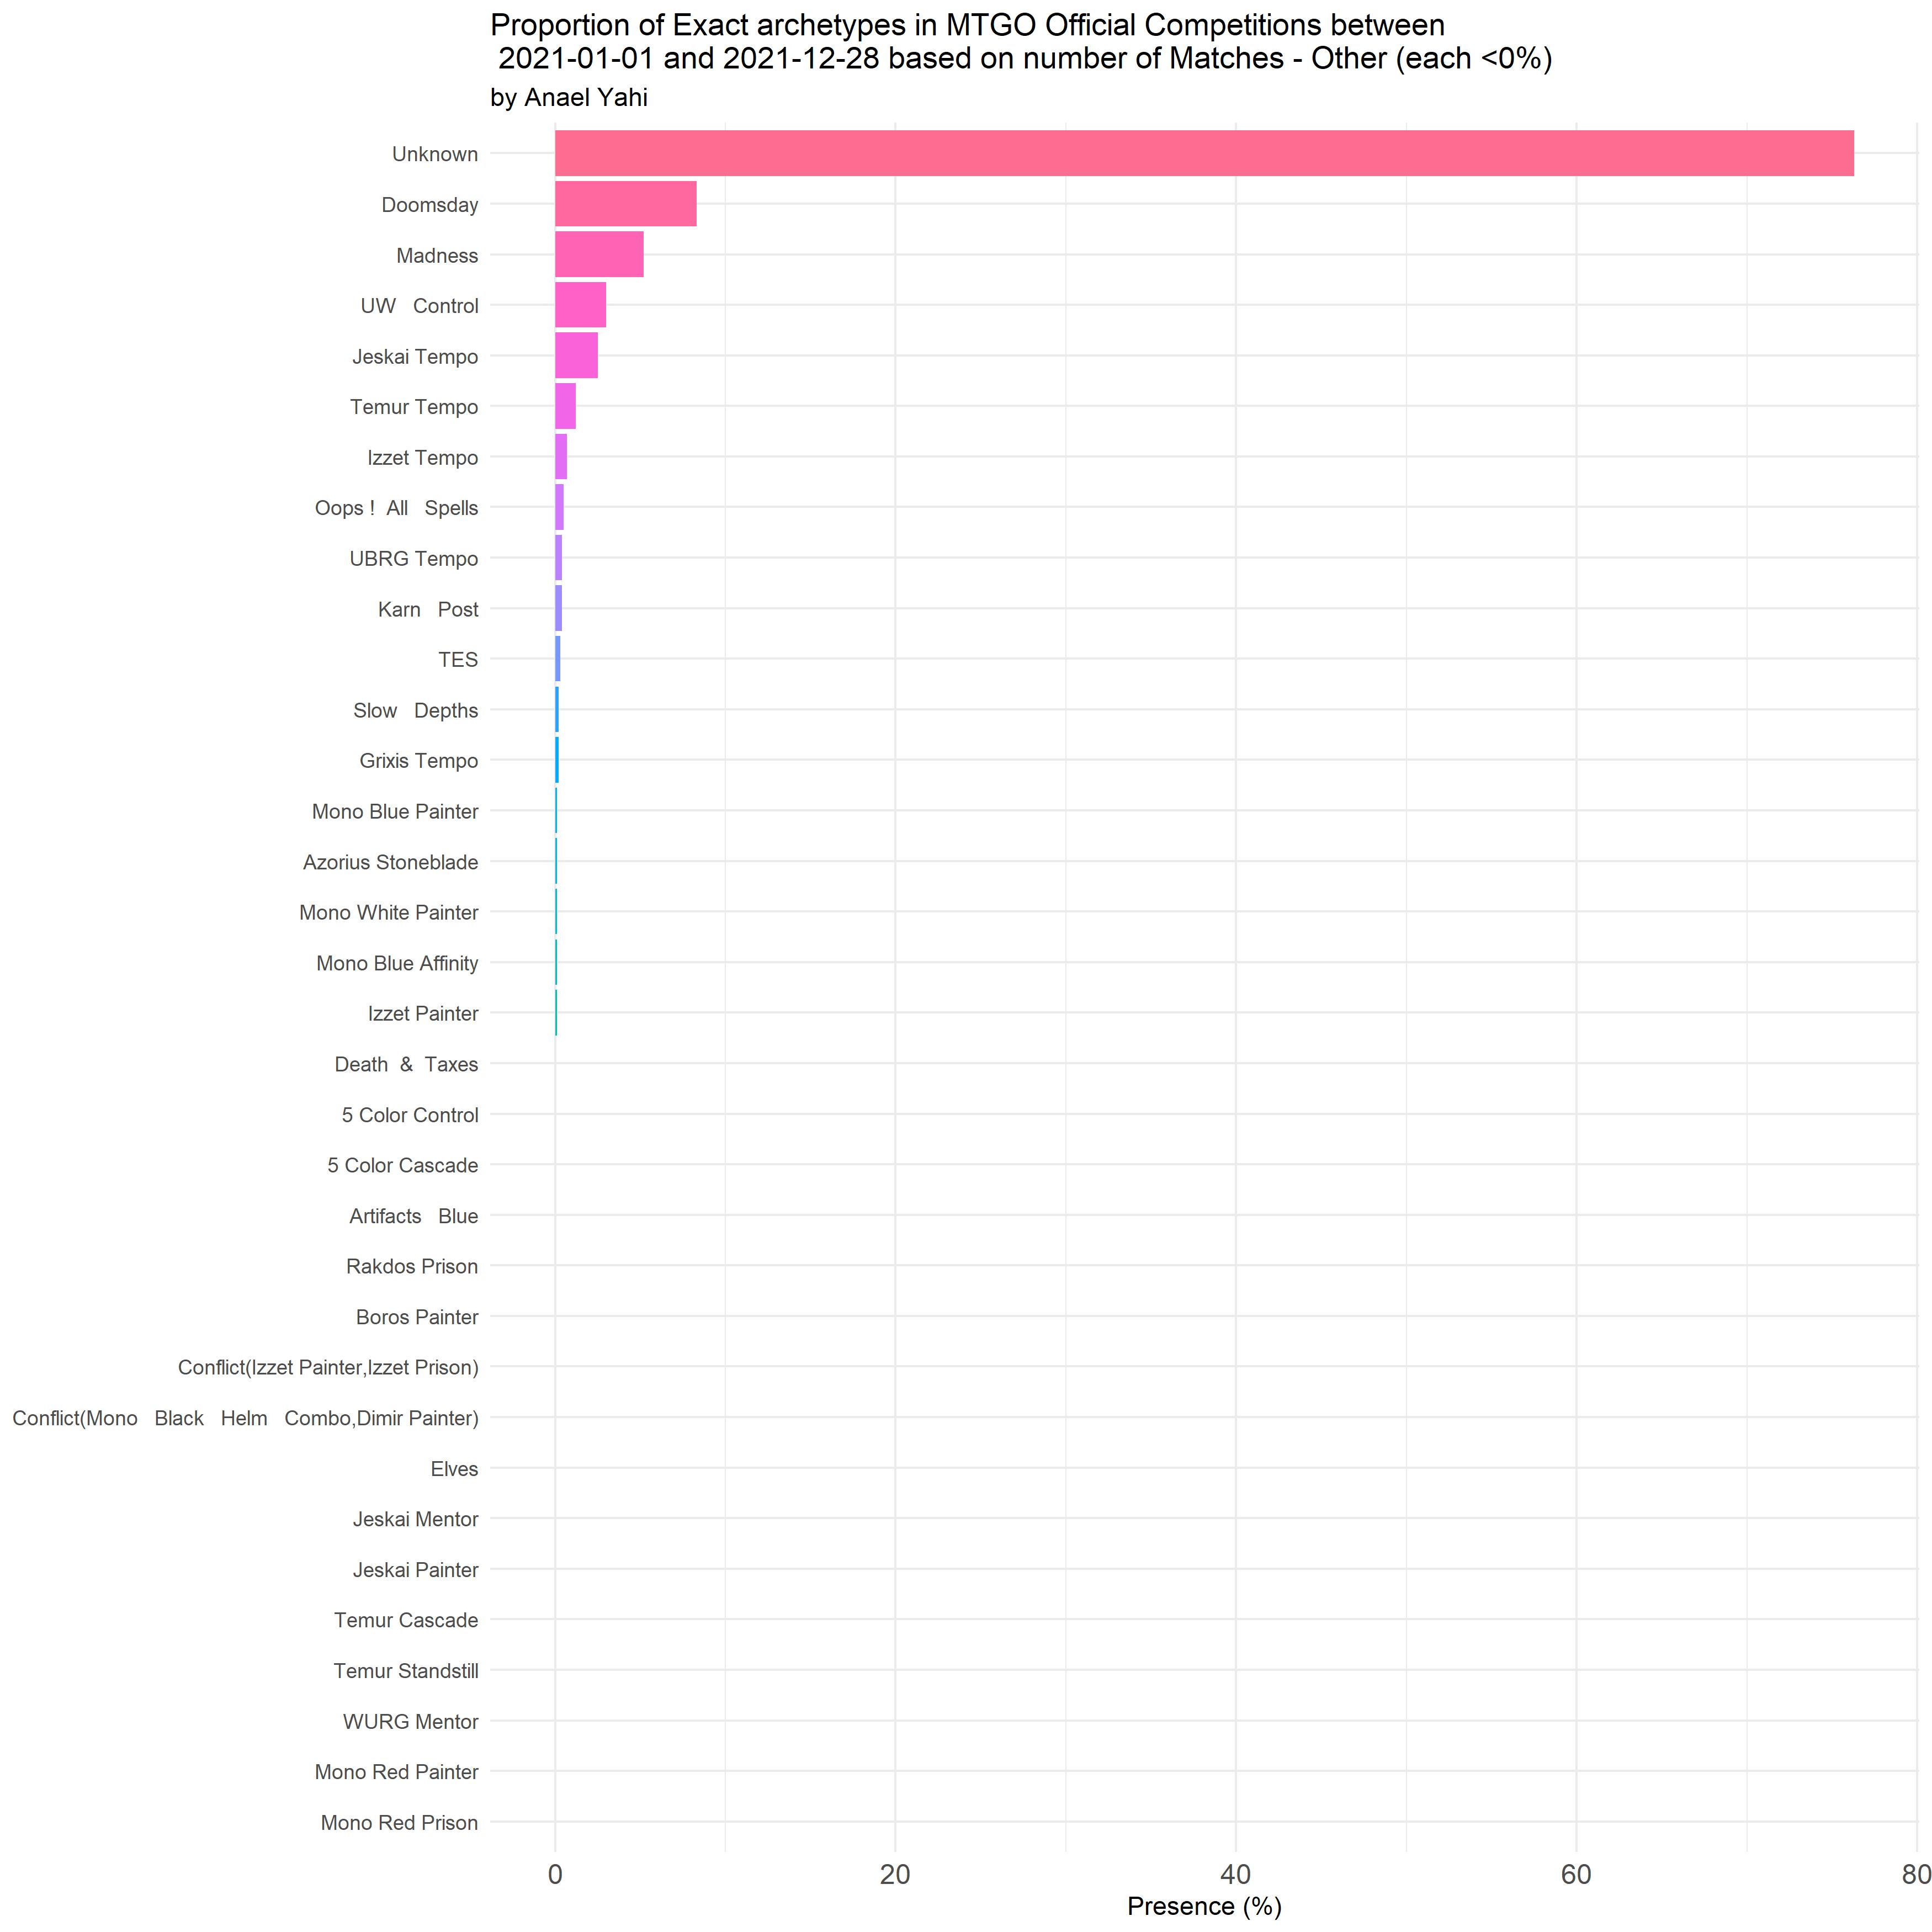 Proportion of Exact archetypes in MTGO Official Competitions between
2021-01-01 and 2021-12-28 based on number of Matches - Other (each <0%)
by Anael Yahi
Unknown
Doomsday
Madness
UW   Control
Jeskai Tempo
Temur Tempo
Izzet Tempo
Oops !  All   Spells
UBRG Tempo
Karn   Post
TES
Slow   Depths
Grixis Tempo
Mono Blue Painter
Azorius Stoneblade
Mono White Painter
Mono Blue Affinity
Izzet Painter
Death  &  Taxes
5 Color Control
5 Color Cascade
Artifacts   Blue
Rakdos Prison
Boros Painter
Conflict(Izzet Painter,Izzet Prison)
Conflict(Mono   Black   Helm   Combo,Dimir Painter)
Elves
Jeskai Mentor
Jeskai Painter
Temur Cascade
Temur Standstill
WURG Mentor
Mono Red Painter
Mono Red Prison
0 20 40 60 80
Presence (%)